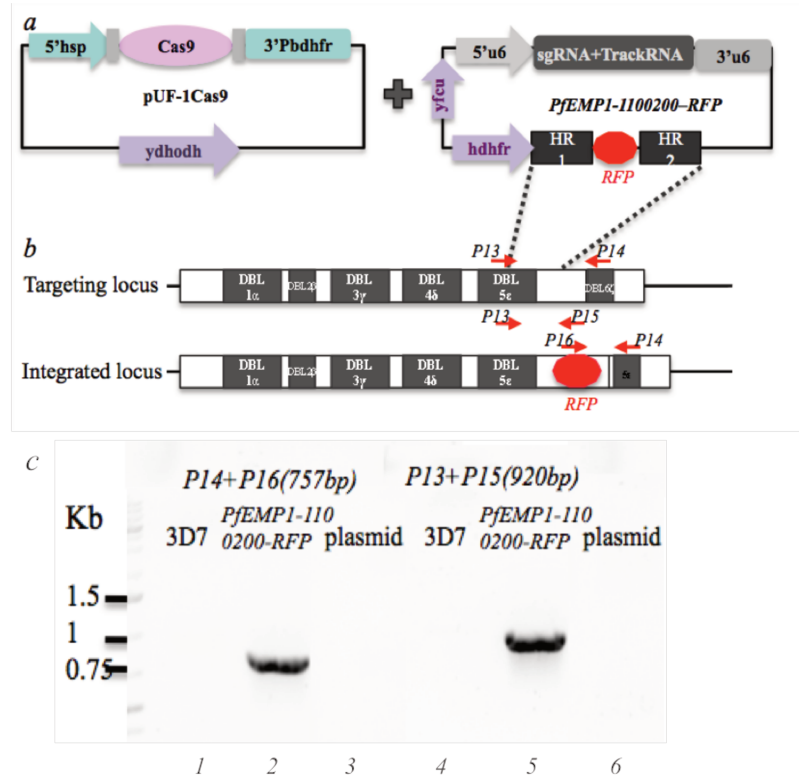 a
5'hsp Cas9 3'Pbdhfr
pUF-1Cas9
ydhodh
5'u6 sgRNA+TrackRNA 3'u6
yfcu
PfEMP1-1100200–RFP
hdhfr HR 1 HR 2
RFP
b
P13 P14
Targeting locus DBL 1α DBL2β DBL 3γ DBL 4δ DBL 5ε DBL6ζ
P13 P15
P16 P14
Integrated locus DBL 1α DBL2β DBL 3γ DBL 4δ DBL 5ε
RFP
c
P14+P16(757bp) P13+P15(920bp)
Kb
3D7 PfEMP1-110 0200-RFP plasmid 3D7 PfEMP1-110 0200-RFP plasmid
1.5
1
0.75
1 2 3 4 5 6